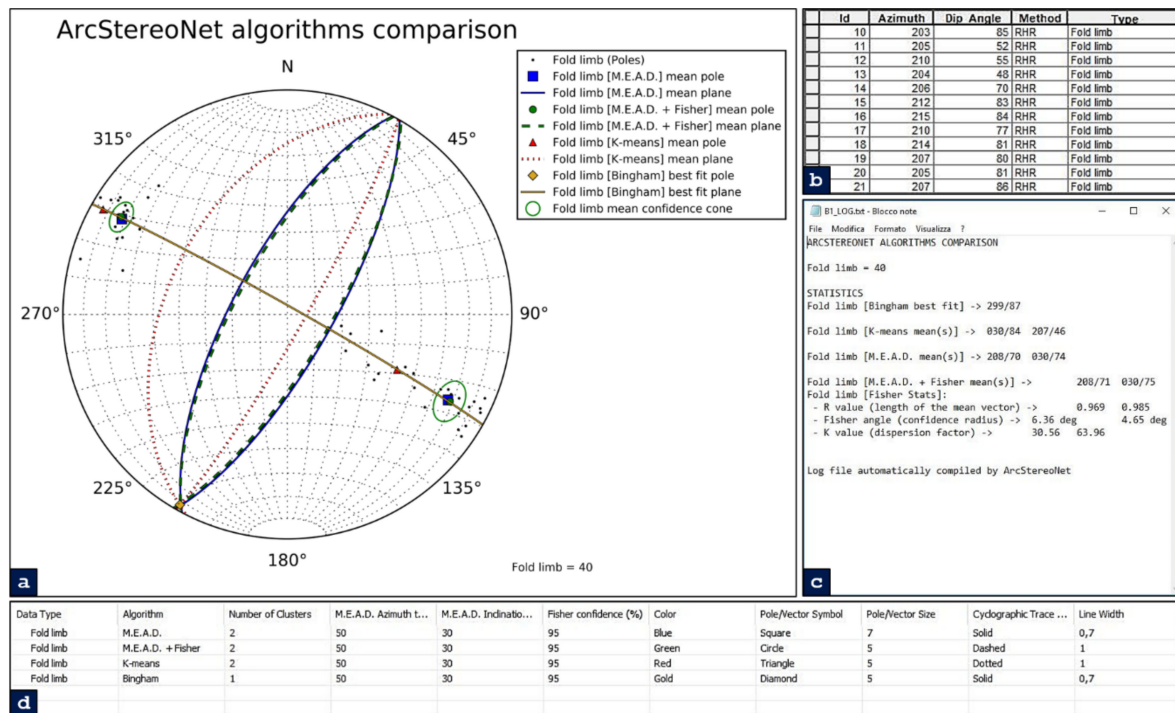 ArcStereoNet algorithms comparison
N
45°
90°
135°
180°
225°
270°
315°
Fold limb (Poles)
Fold limb [M.E.A.D.] mean pole
Fold limb [M.E.A.D.] mean plane
Fold limb [M.E.A.D. + Fisher] mean pole
Fold limb [M.E.A.D. + Fisher] mean plane
Fold limb [K-means] mean pole
Fold limb [K-means] mean plane
Fold limb [Bingham] best fit pole
Fold limb [Bingham] best fit plane
Fold limb mean confidence cone
Fold limb = 40
a
Id Azimuth Dip_Angle Method Type
10 203 85 RHR Fold limb
11 205 52 RHR Fold limb
12 210 55 RHR Fold limb
13 204 48 RHR Fold limb
14 206 70 RHR Fold limb
15 212 83 RHR Fold limb
16 215 84 RHR Fold limb
17 210 77 RHR Fold limb
18 214 81 RHR Fold limb
19 207 80 RHR Fold limb
20 205 81 RHR Fold limb
21 207 86 RHR Fold limb
b
B1_LOG.txt - Blocco note
File Modifica Formato Visualizza ?
ARCSTEREONET ALGORITHMS COMPARISON
Fold limb = 40
STATISTICS
Fold limb [Bingham best fit] -> 299/87
Fold limb [K-means mean(s)] -> 030/84 207/46
Fold limb [M.E.A.D. mean(s)] -> 208/70 030/74
Fold limb [M.E.A.D. + Fisher mean(s)] -> 208/71 030/75
Fold limb [Fisher Stats]:
- R value (length of the mean vector) -> 0.969 0.985
- Fisher angle (confidence radius) -> 6.36 deg 4.65 deg
- K value (dispersion factor) -> 30.56 63.96
Log file automatically compiled by ArcStereoNet
c
Data Type Algorithm Number of Clusters M.E.A.D. Azimuth t... M.E.A.D. Inclinatio... Fisher confidence (%) Color Pole/Vector Symbol Pole/Vector Size Cyclographic Trace ... Line Width
Fold limb M.E.A.D. 2 50 30 95 Blue Square 7 Solid 0,7
Fold limb M.E.A.D. + Fisher 2 50 30 95 Green Circle 5 Dashed 1
Fold limb K-means 2 50 30 95 Red Triangle 5 Dotted 1
Fold limb Bingham 1 50 30 95 Gold Diamond 5 Solid 0,7
d